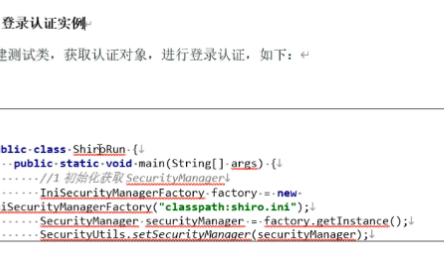 登录认证实例
建测试类，获取认证对象，进行登录认证，如下：
blic class ShiroRun {
public static void main(String[] args) {
//1 初始化获取 SecurityManager
IniSecurityManagerFactory factory = new
niSecurityManagerFactory("classpath:shiro.ini");
SecurityManager securityManager = factory.getInstance();
SecurityUtils.setSecurityManager(securityManager);